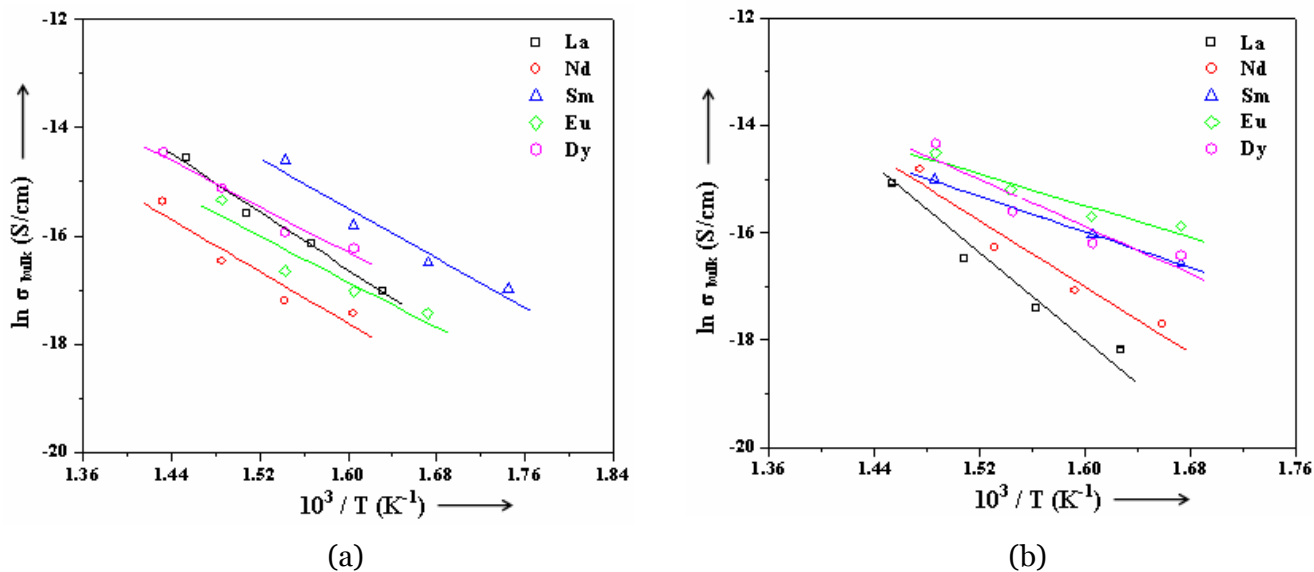 -12
-14
-16
-18
-20
ln σ bulk (S/cm)
La
Nd
Sm
Eu
Dy
1.36 1.44 1.52 1.60 1.68 1.76 1.84
10³ / T (K⁻¹)
(a)
-12
-14
-16
-18
-20
ln σ bulk (S/cm)
La
Nd
Sm
Eu
Dy
1.36 1.44 1.52 1.60 1.68 1.76
10³ / T (K⁻¹)
(b)